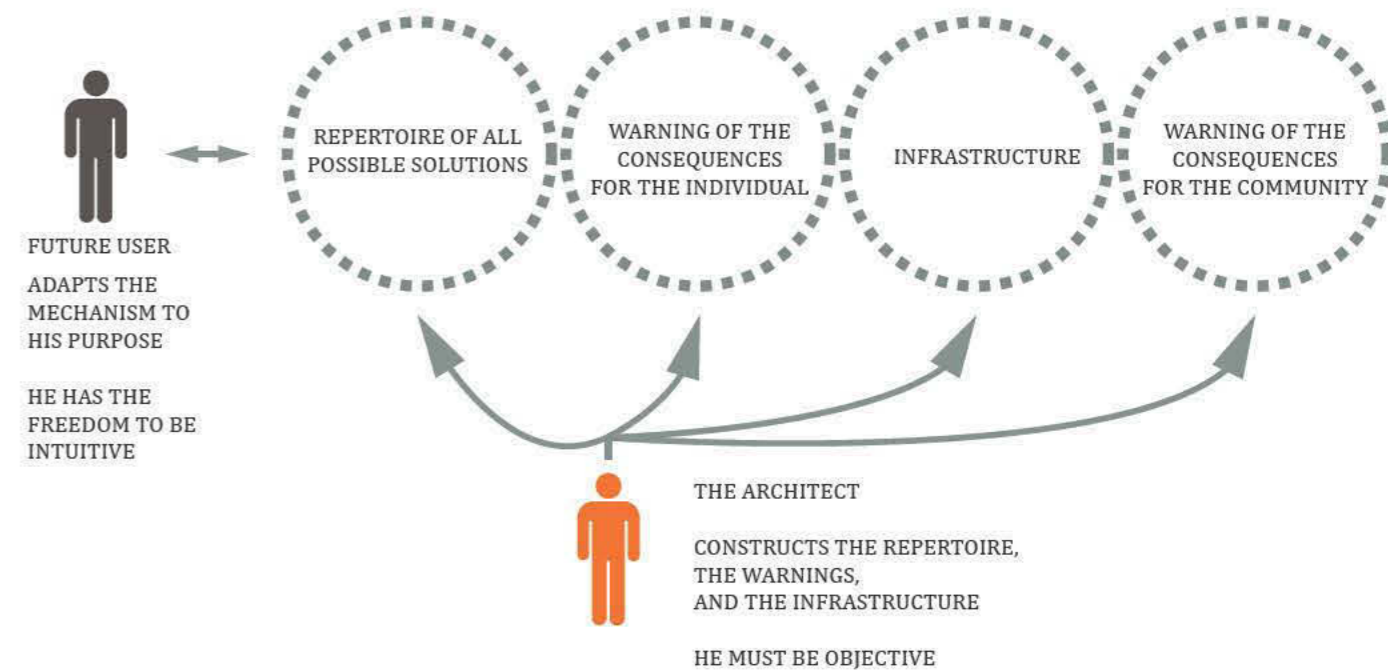 REPERTOIRE OF ALL
POSSIBLE SOLUTIONS
WARNING OF THE
CONSEQUENCES
FOR THE INDIVIDUAL
INFRASTRUCTURE
WARNING OF THE
CONSEQUENCES
FOR THE COMMUNITY
FUTURE USER
ADAPTS THE
MECHANISM TO
HIS PURPOSE
HE HAS THE
FREEDOM TO BE
INTUITIVE
THE ARCHITECT
CONSTRUCTS THE REPERTOIRE,
THE WARNINGS,
AND THE INFRASTRUCTURE
HE MUST BE OBJECTIVE